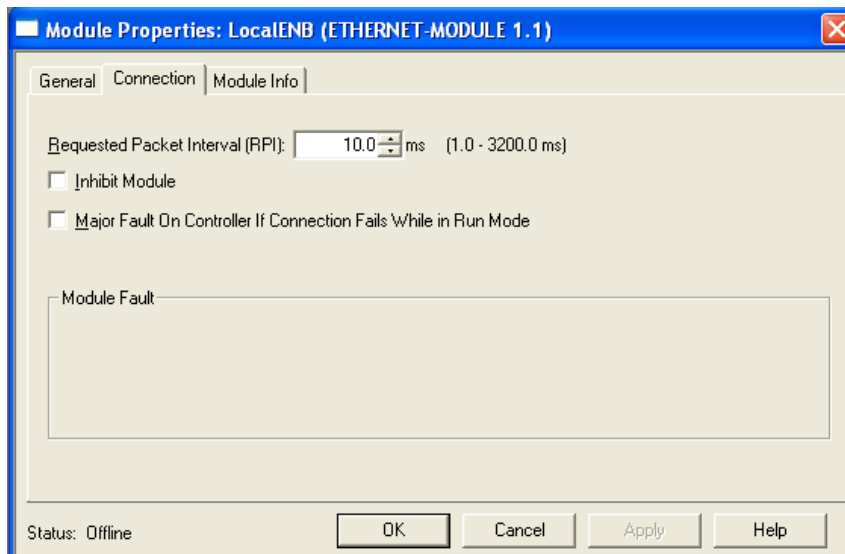 Module Properties: LocalENB (ETHERNET-MODULE 1.1)
General Connection Module Info
Requested Packet Interval (RPI): 10.0 ms (1.0 - 3200.0 ms)
Inhibit Module
Major Fault On Controller If Connection Fails While in Run Mode
Module Fault
Status: Offline OK Cancel Apply Help